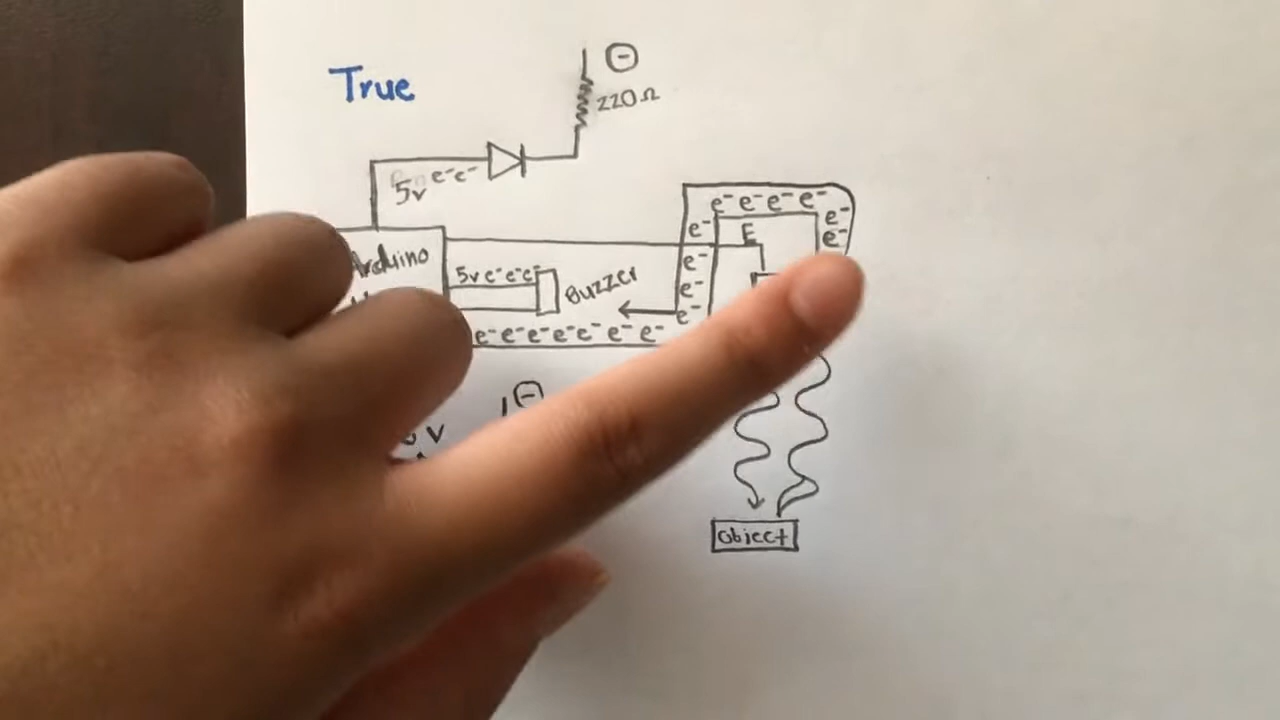 True
⊖
220Ω
5v e⁻e⁻
e⁻ e⁻ e⁻ e⁻
e⁻
e⁻
e⁻
E
Arduino
e⁻
5v e⁻e⁻e⁻
Buzzer
e⁻
e⁻
e⁻e⁻e⁻e⁻e⁻ e⁻ e⁻
⊖
v
object